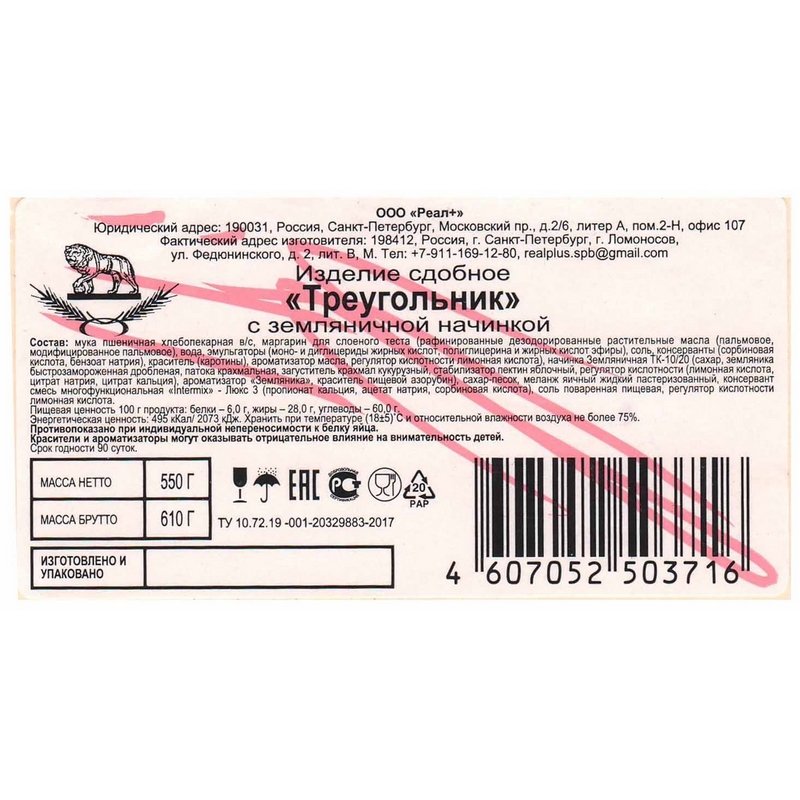 ООО «Реал+»
Юридический адрес: 190031, Россия, Санкт-Петербург, Московский пр., д.2/6, литер А, пом.2-Н, офис 107
Фактический адрес изготовителя: 198412, Россия, г. Санкт-Петербург, г. Ломоносов,
ул. Федюнинского, д. 2, лит. В, М. Тел: +7-911-169-12-80, realplus.spb@gmail.com
Изделие сдобное
«Треугольник»
с земляничной начинкой
Состав: мука пшеничная хлебопекарная в/с, маргарин для слоеного теста (рафинированные дезодорированные растительные масла (пальмовое,
модифицированное пальмовое), вода, эмульгаторы (моно- и диглицериды жирных кислот, полиглицерина и жирных кислот эфиры), соль, консерванты (сорбиновая
кислота, бензоат натрия), краситель (каротины), ароматизатор масла, регулятор кислотности лимонная кислота), начинка Земляничная ТК-10/20 (сахар, земляника
быстрозамороженная дробленая, патока крахмальная, загуститель крахмал кукурузный, стабилизатор пектин яблочный, регулятор кислотности (лимонная кислота,
цитрат натрия, цитрат кальция), ароматизатор «Земляника», краситель пищевой азорубин), сахар-песок, меланж яичный жидкий пастеризованный, консервант
смесь многофункциональная «Intermix» - Люкс 3 (пропионат кальция, ацетат натрия, сорбиновая кислота), соль поваренная пищевая, регулятор кислотности
лимонная кислота.
Пищевая ценность 100 г продукта: белки – 6,0 г, жиры – 28,0 г, углеводы – 60,0 г.
Энергетическая ценность: 495 кКал/ 2073 кДж. Хранить при температуре (18±5)˚С и относительной влажности воздуха не более 75%.
Противопоказано при индивидуальной непереносимости к белку яйца.
Красители и ароматизаторы могут оказывать отрицательное влияние на внимательность детей.
Срок годности 90 суток.
МАССА НЕТТО 550 Г
МАССА БРУТТО 610 Г
EAC
20
PAP
ТУ 10.72.19 -001-20329883-2017
ИЗГОТОВЛЕНО И
УПАКОВАНО
4 607052 503716